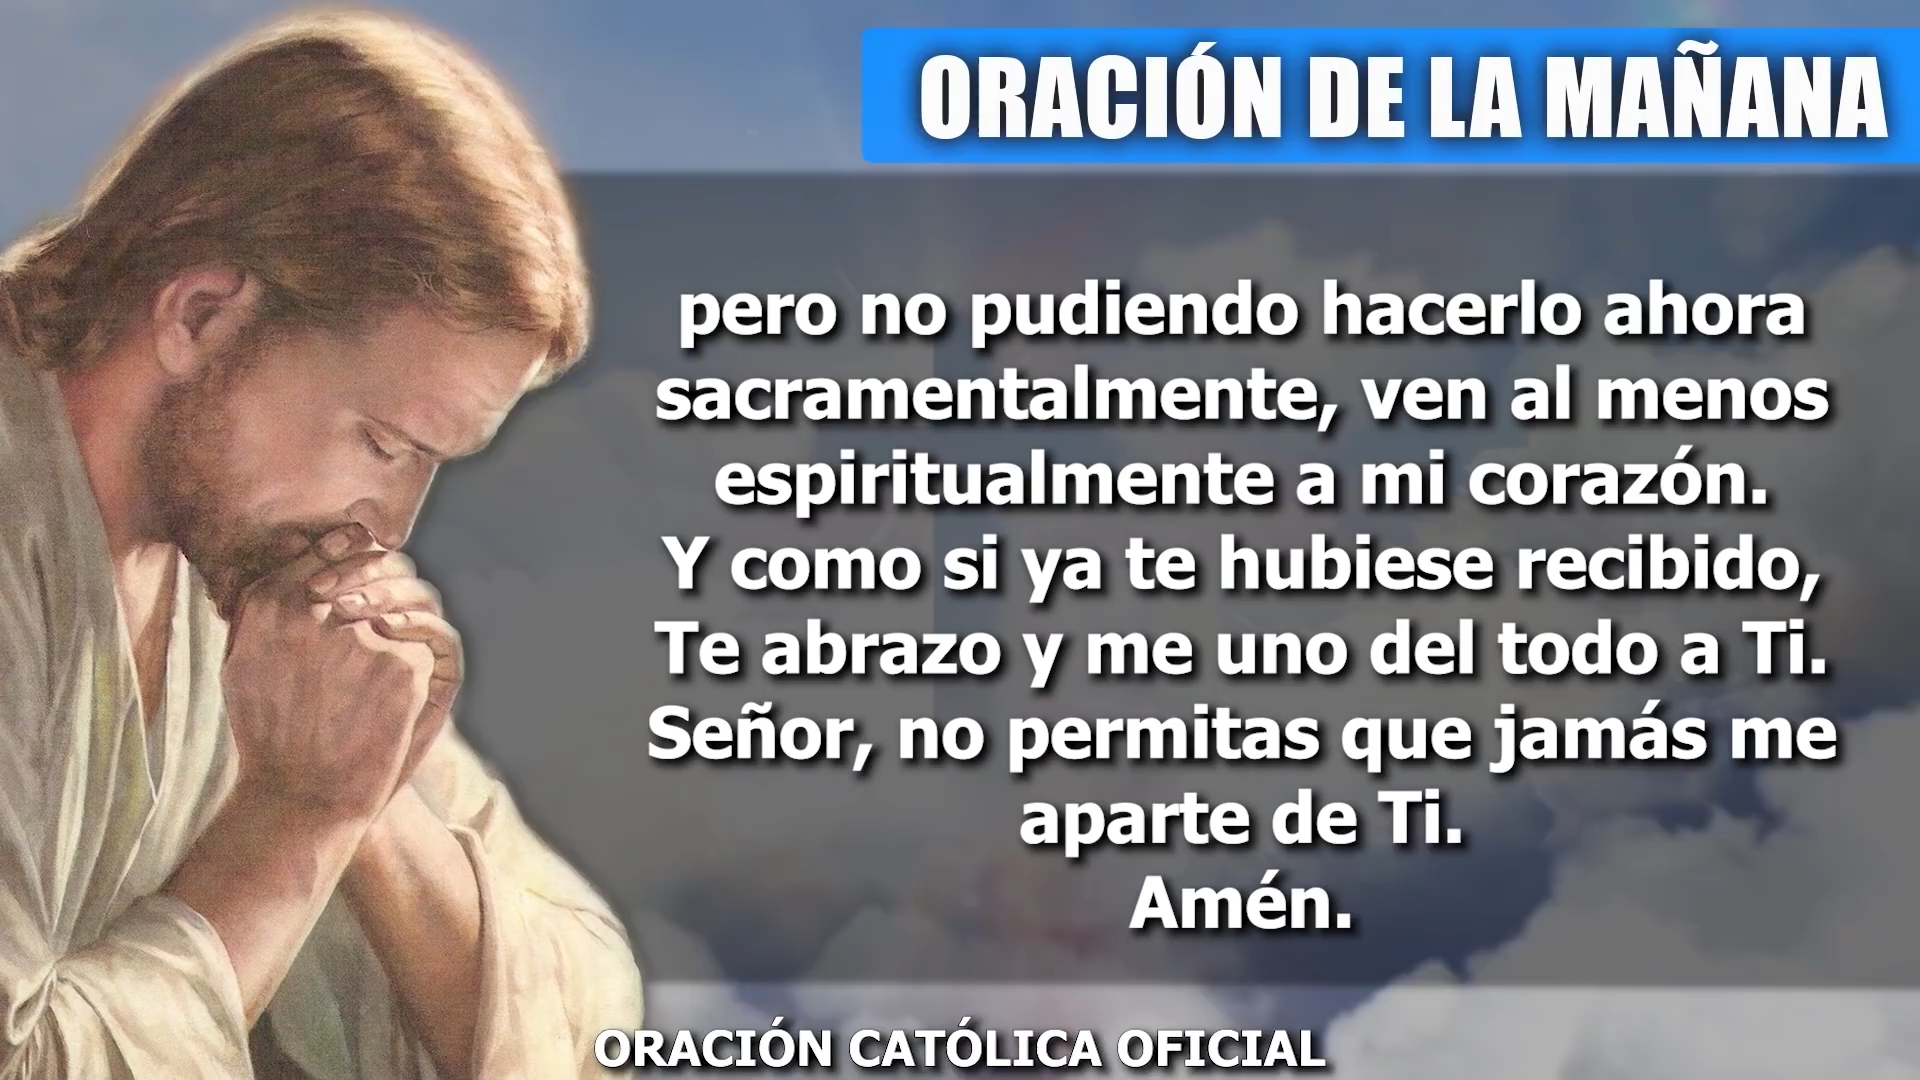 ORACIÓN DE LA MAÑANA
pero no pudiendo hacerlo ahora
sacramentalmente, ven al menos
espiritualmente a mi corazón.
Y como si ya te hubiese recibido,
Te abrazo y me uno del todo a Ti.
Señor, no permitas que jamás me
aparte de Ti.
Amén.
ORACIÓN CATÓLICA OFICIAL